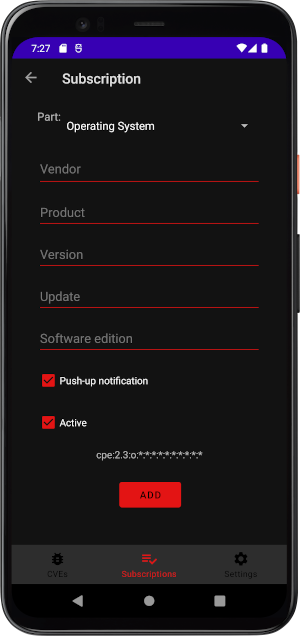 7:27
Subscription
Part:
Operating System
Vendor
Product
Version
Update
Software edition
Push-up notification
Active
cpe:2.3:o:*:*:*:*:*:*:*:*:*:*
ADD
CVEs
Subscriptions
Settings